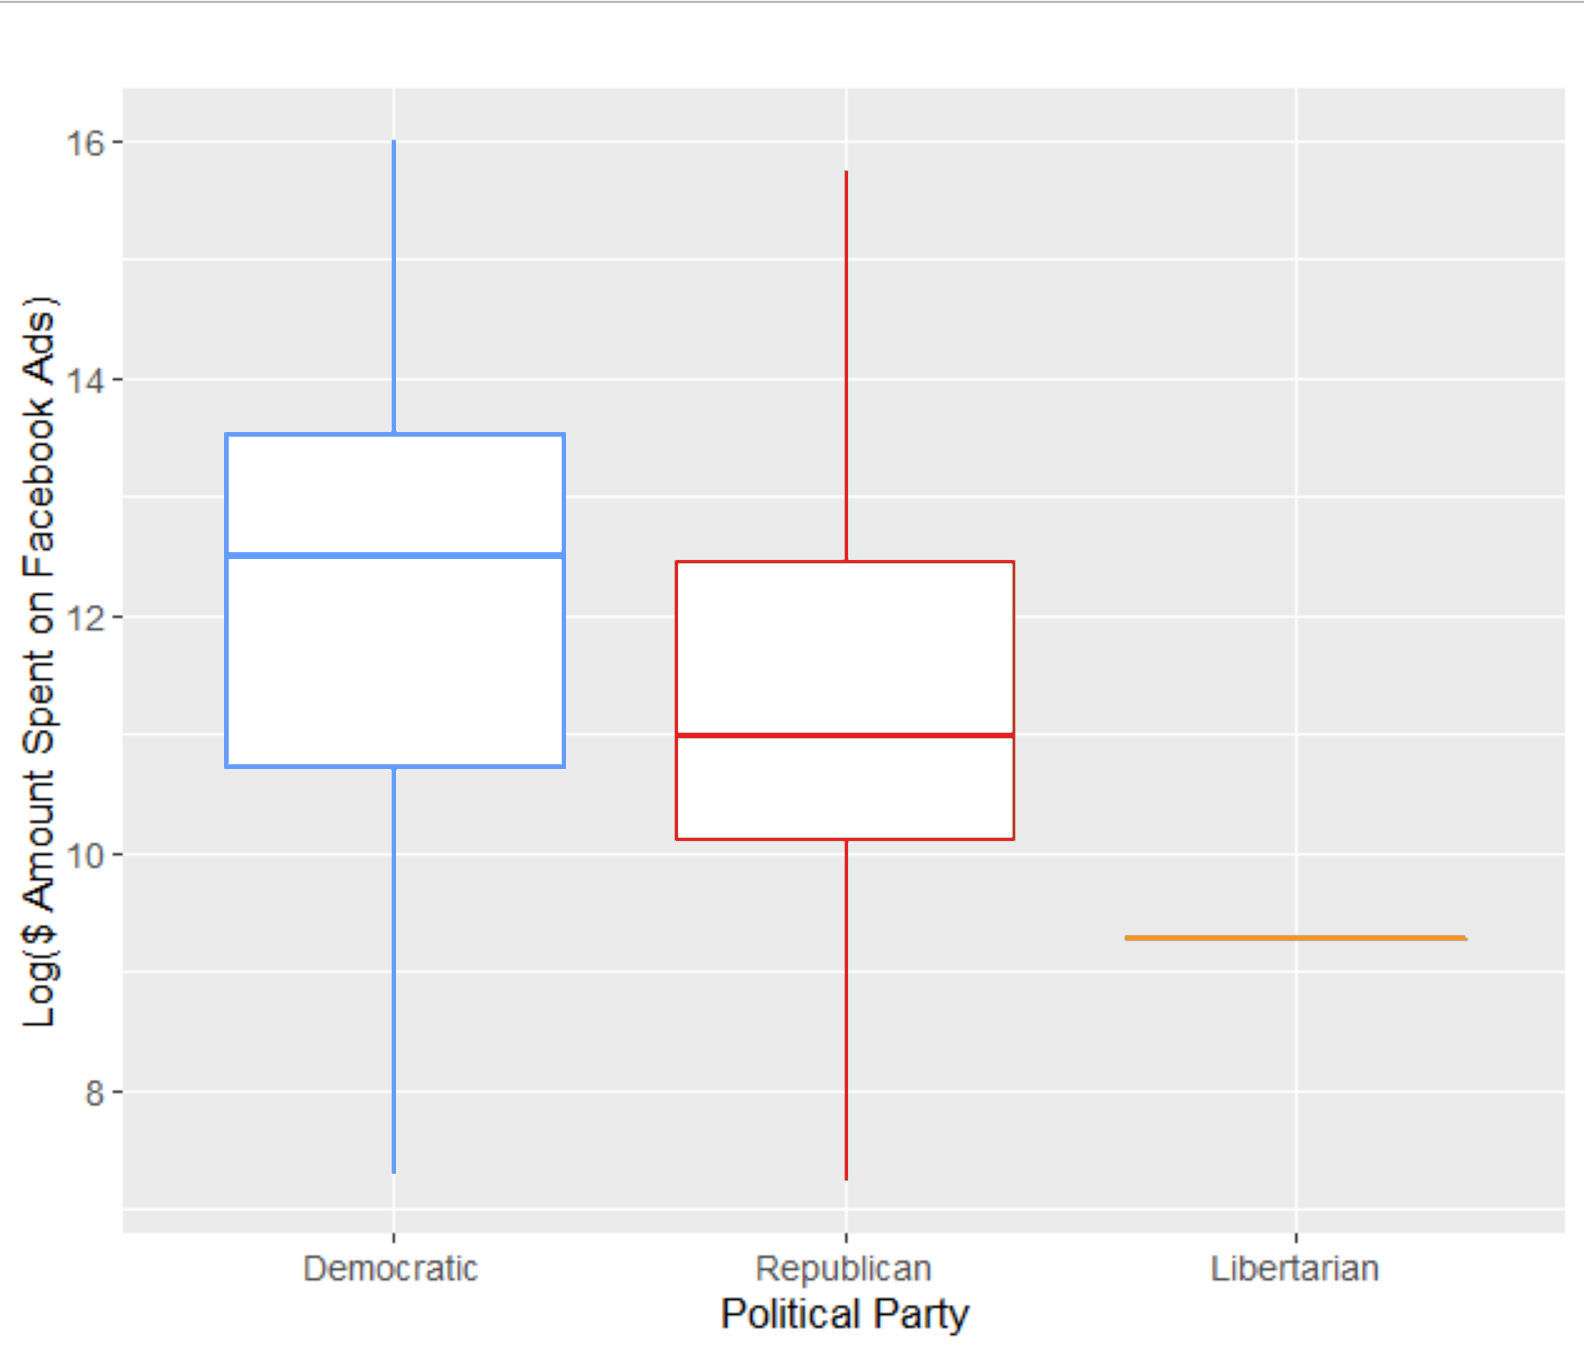 Log($ Amount Spent on Facebook Ads)
16
14
12
10
8
Democratic Republican Libertarian
Political Party